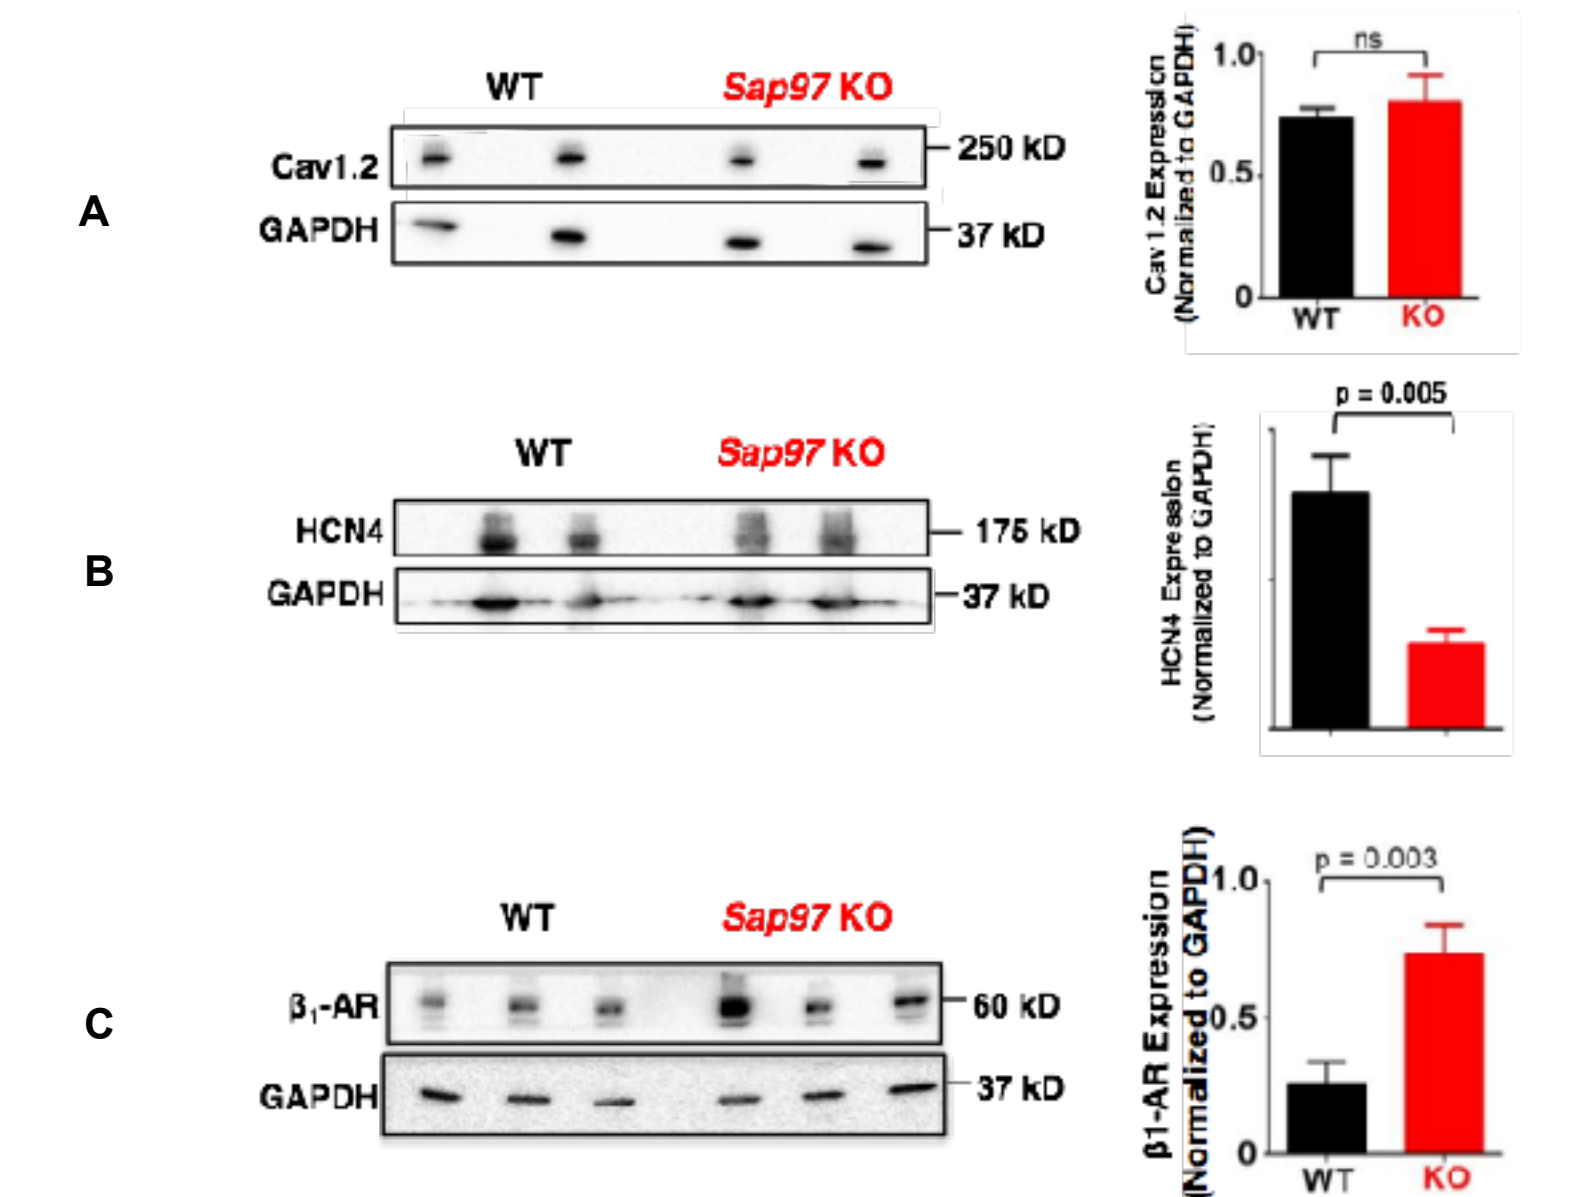 A
WT
Sap97 KO
Cav1.2
250 kD
GAPDH
37 kD
Cav1.2 Expression
(Normalized to GAPDH)
ns
1.0
0.5
0
WT
KO
B
WT
Sap97 KO
HCN4
175 kD
GAPDH
37 kD
HCN4 Expression
(Normalized to GAPDH)
p = 0.005
C
WT
Sap97 KO
β₁-AR
60 kD
GAPDH
37 kD
β1-AR Expression
(Normalized to GAPDH)
p = 0.003
1.0
0.5
0
WT
KO